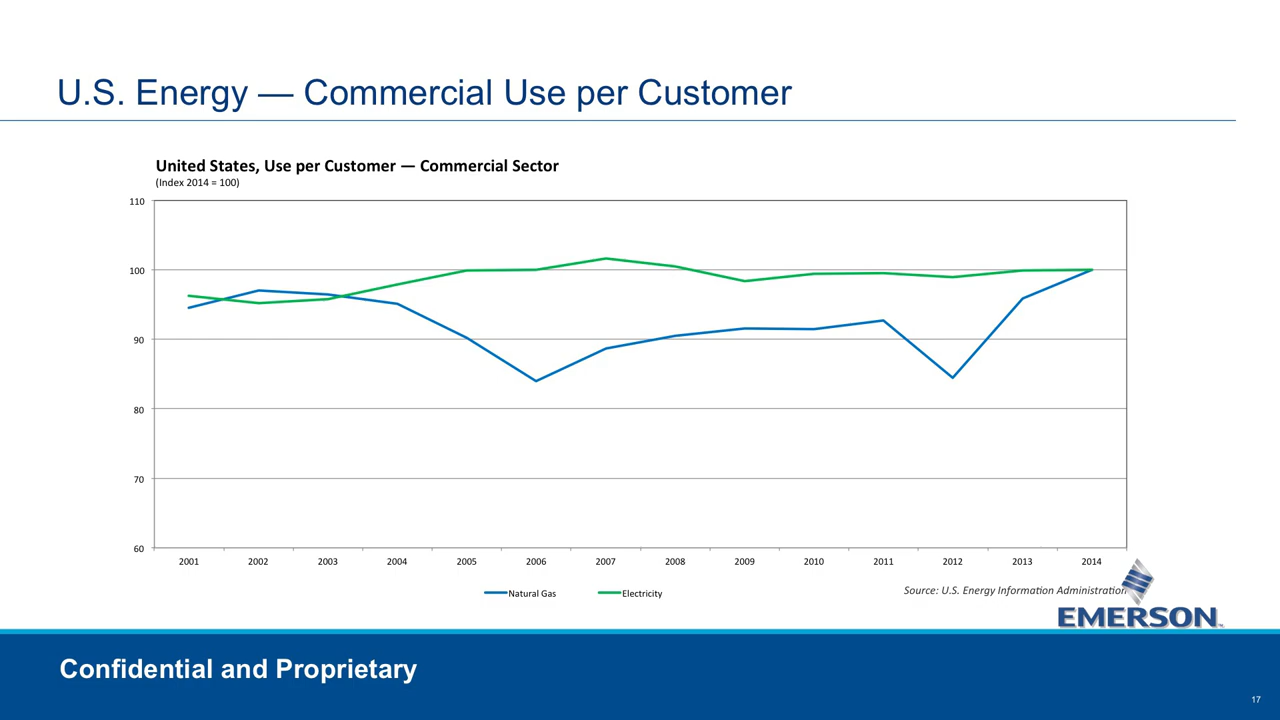 U.S. Energy — Commercial Use per Customer
United States, Use per Customer — Commercial Sector
(Index 2014 = 100)
110
100
90
80
70
60
2001 2002 2003 2004 2005 2006 2007 2008 2009 2010 2011 2012 2013 2014
Natural Gas Electricity
Source: U.S. Energy Information Administration
EMERSON™
Confidential and Proprietary
17